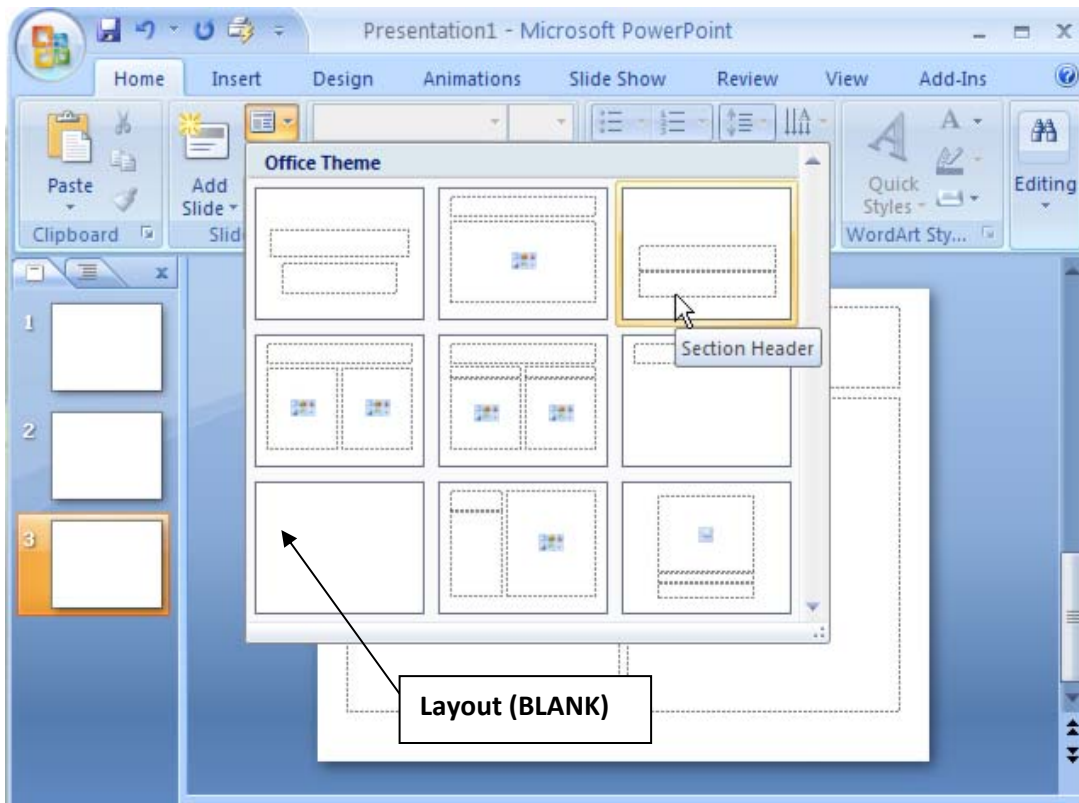 Presentation1 - Microsoft PowerPoint
Home Insert Design Animations Slide Show Review View Add-Ins
Paste
Add
Slide
Quick
Styles
Editing
Clipboard
Slid
WordArt Sty...
Office Theme
Section Header
1
2
3
Layout (BLANK)